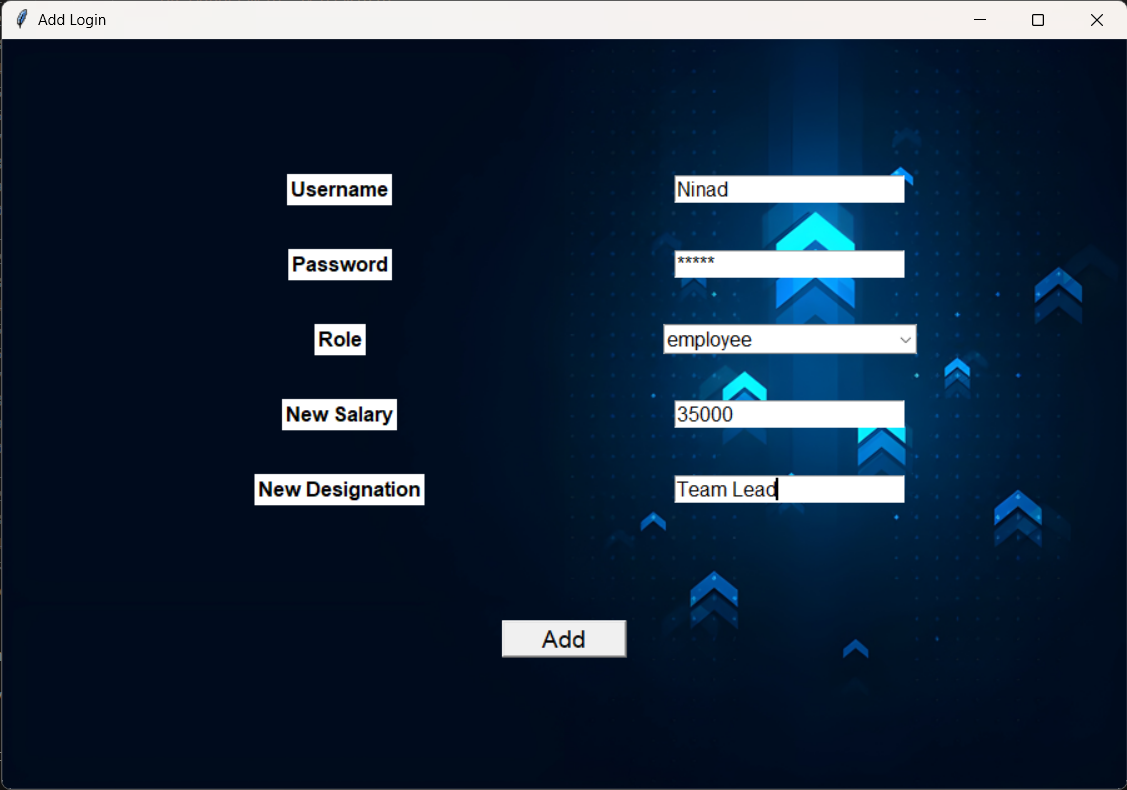 Add Login
Username Ninad
Password *****
Role employee
New Salary 35000
New Designation Team Lead
Add